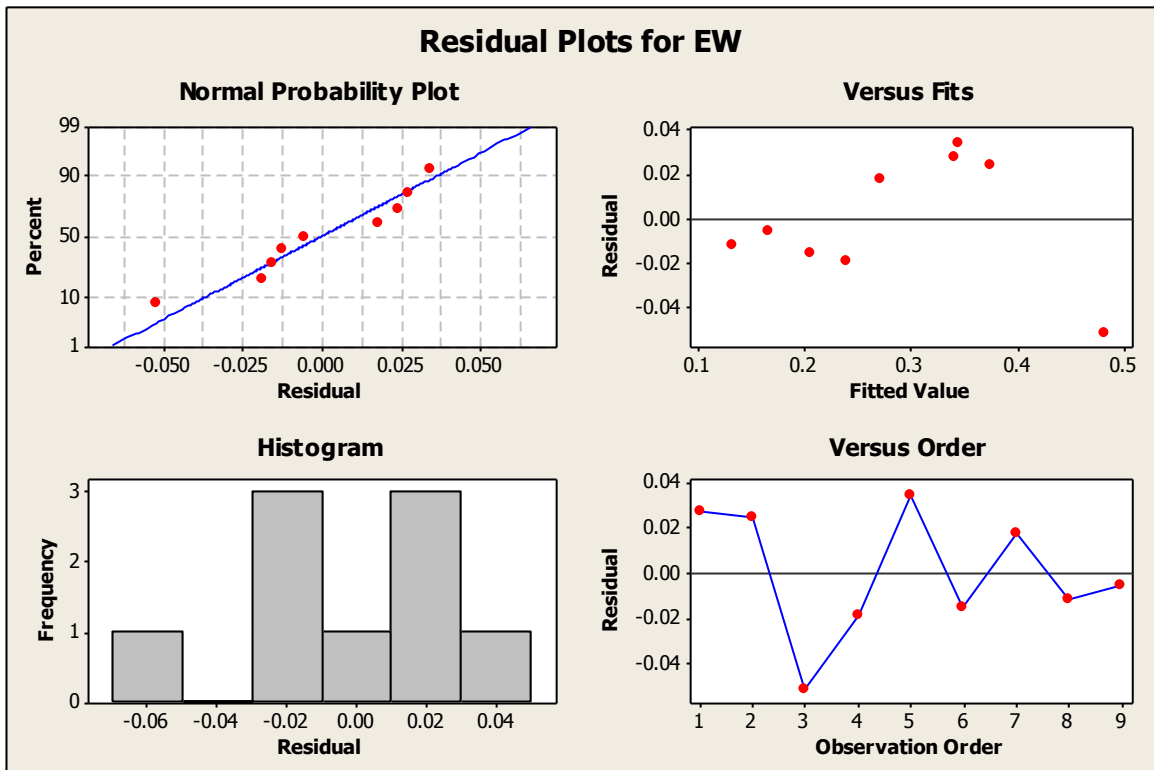 Residual Plots for EW
Normal Probability Plot
Percent
99
90
50
10
1
-0.050 -0.025 0.000 0.025 0.050
Residual
Versus Fits
Residual
0.04
0.02
0.00
-0.02
-0.04
0.1 0.2 0.3 0.4 0.5
Fitted Value
Histogram
Frequency
3
2
1
0
-0.06 -0.04 -0.02 0.00 0.02 0.04
Residual
Versus Order
Residual
0.04
0.02
0.00
-0.02
-0.04
1 2 3 4 5 6 7 8 9
Observation Order